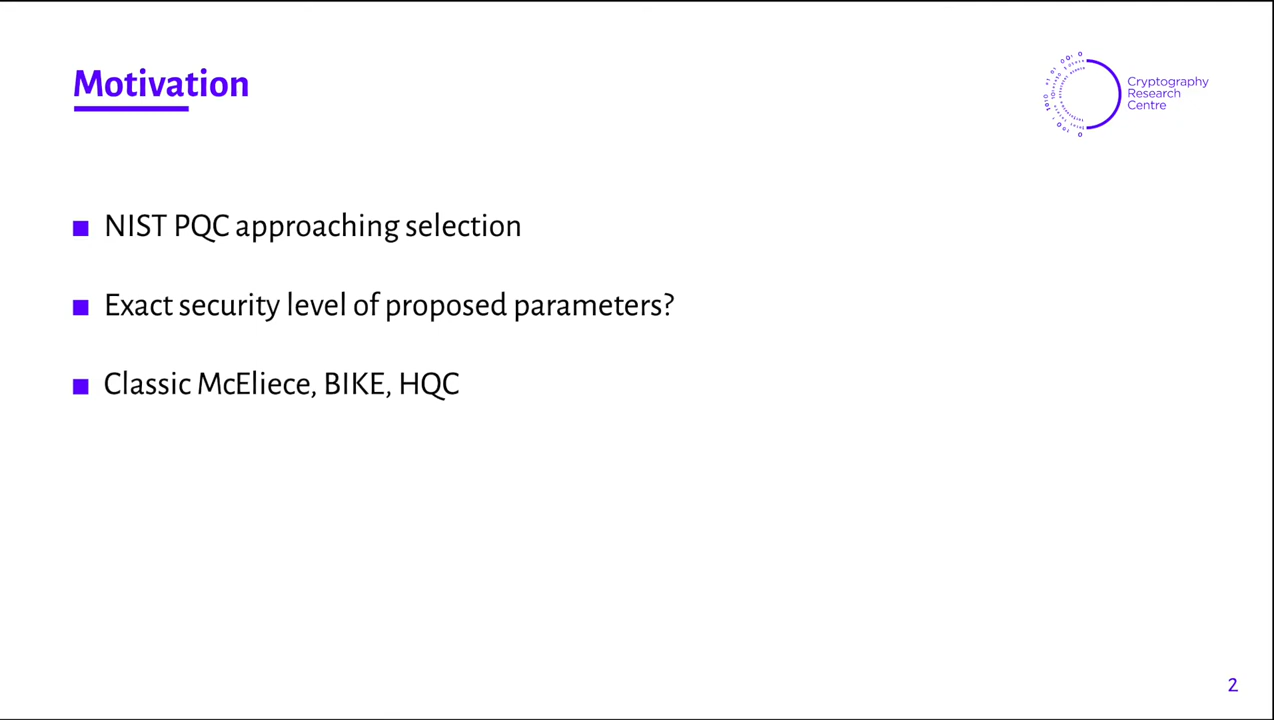 Motivation
Cryptography
Research
Centre
NIST PQC approaching selection
Exact security level of proposed parameters?
Classic McEliece, BIKE, HQC
2